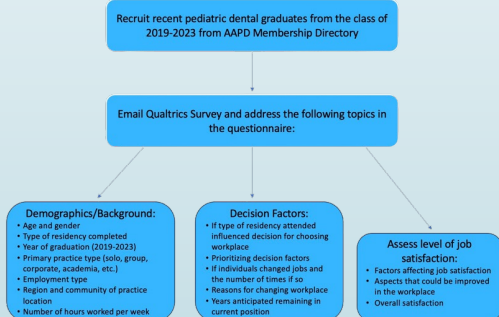 Recruit recent pediatric dental graduates from the class of
2019-2023 from AAPD Membership Directory
Email Qualtrics Survey and address the following topics in
the questionnaire:
Demographics/Background:
• Age and gender
• Type of residency completed
• Year of graduation (2019-2023)
• Primary practice type (solo, group,
corporate, academia, etc.)
• Employment type
• Region and community of practice
location
• Number of hours worked per week
Decision Factors:
• If type of residency attended
influenced decision for choosing
workplace
• Prioritizing decision factors
• If individuals changed jobs and
the number of times if so
• Reasons for changing workplace
• Years anticipated remaining in
current position
Assess level of job
satisfaction:
• Factors affecting job satisfaction
• Aspects that could be improved
in the workplace
• Overall satisfaction